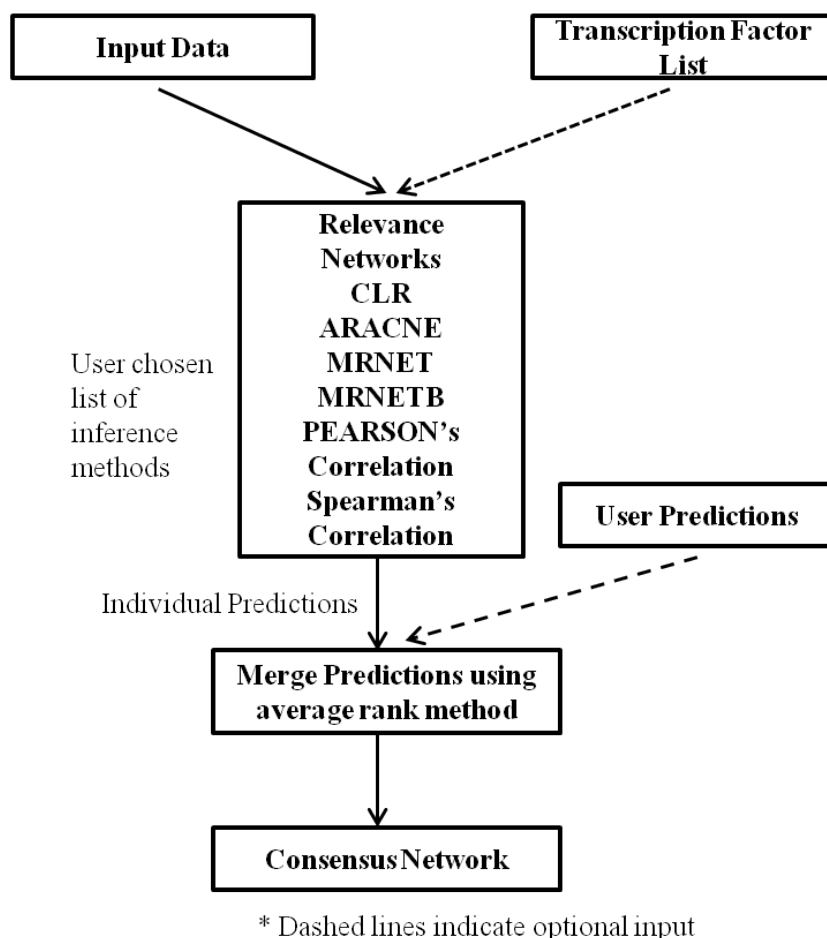 Input Data
Transcription Factor
List
Relevance
Networks
CLR
ARACNE
MRNET
MRNETB
PEARSON's
Correlation
Spearman's
Correlation
User chosen
list of
inference
methods
User Predictions
Individual Predictions
Merge Predictions using
average rank method
Consensus Network
* Dashed lines indicate optional input